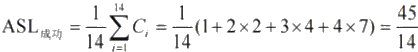 ASL成功 = 1/14 ∑_{i=1}^{14} C_i = 1/14 (1+2×2+3×4+4×7) = 45/14